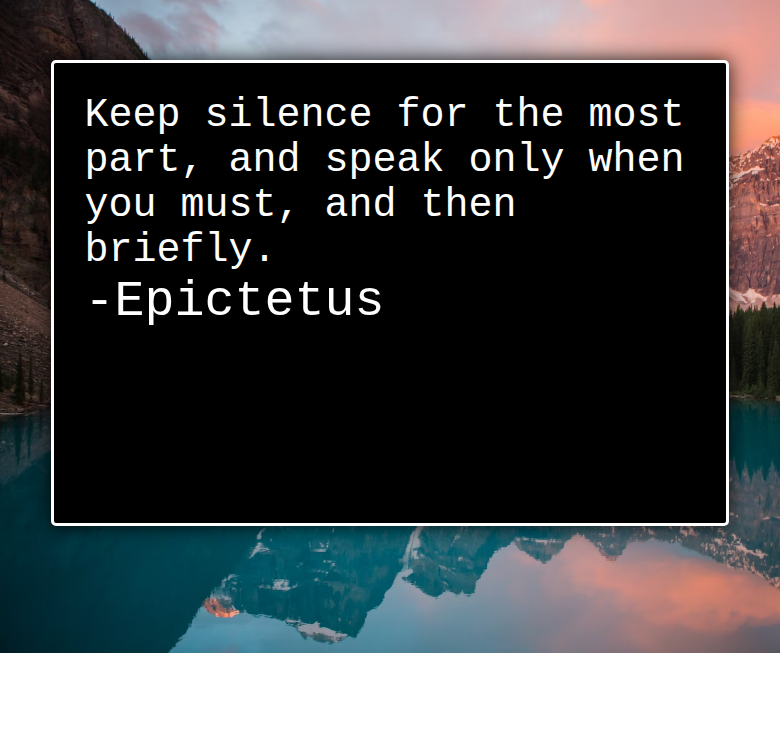 Keep silence for the most
part, and speak only when
you must, and then
briefly.
-Epictetus